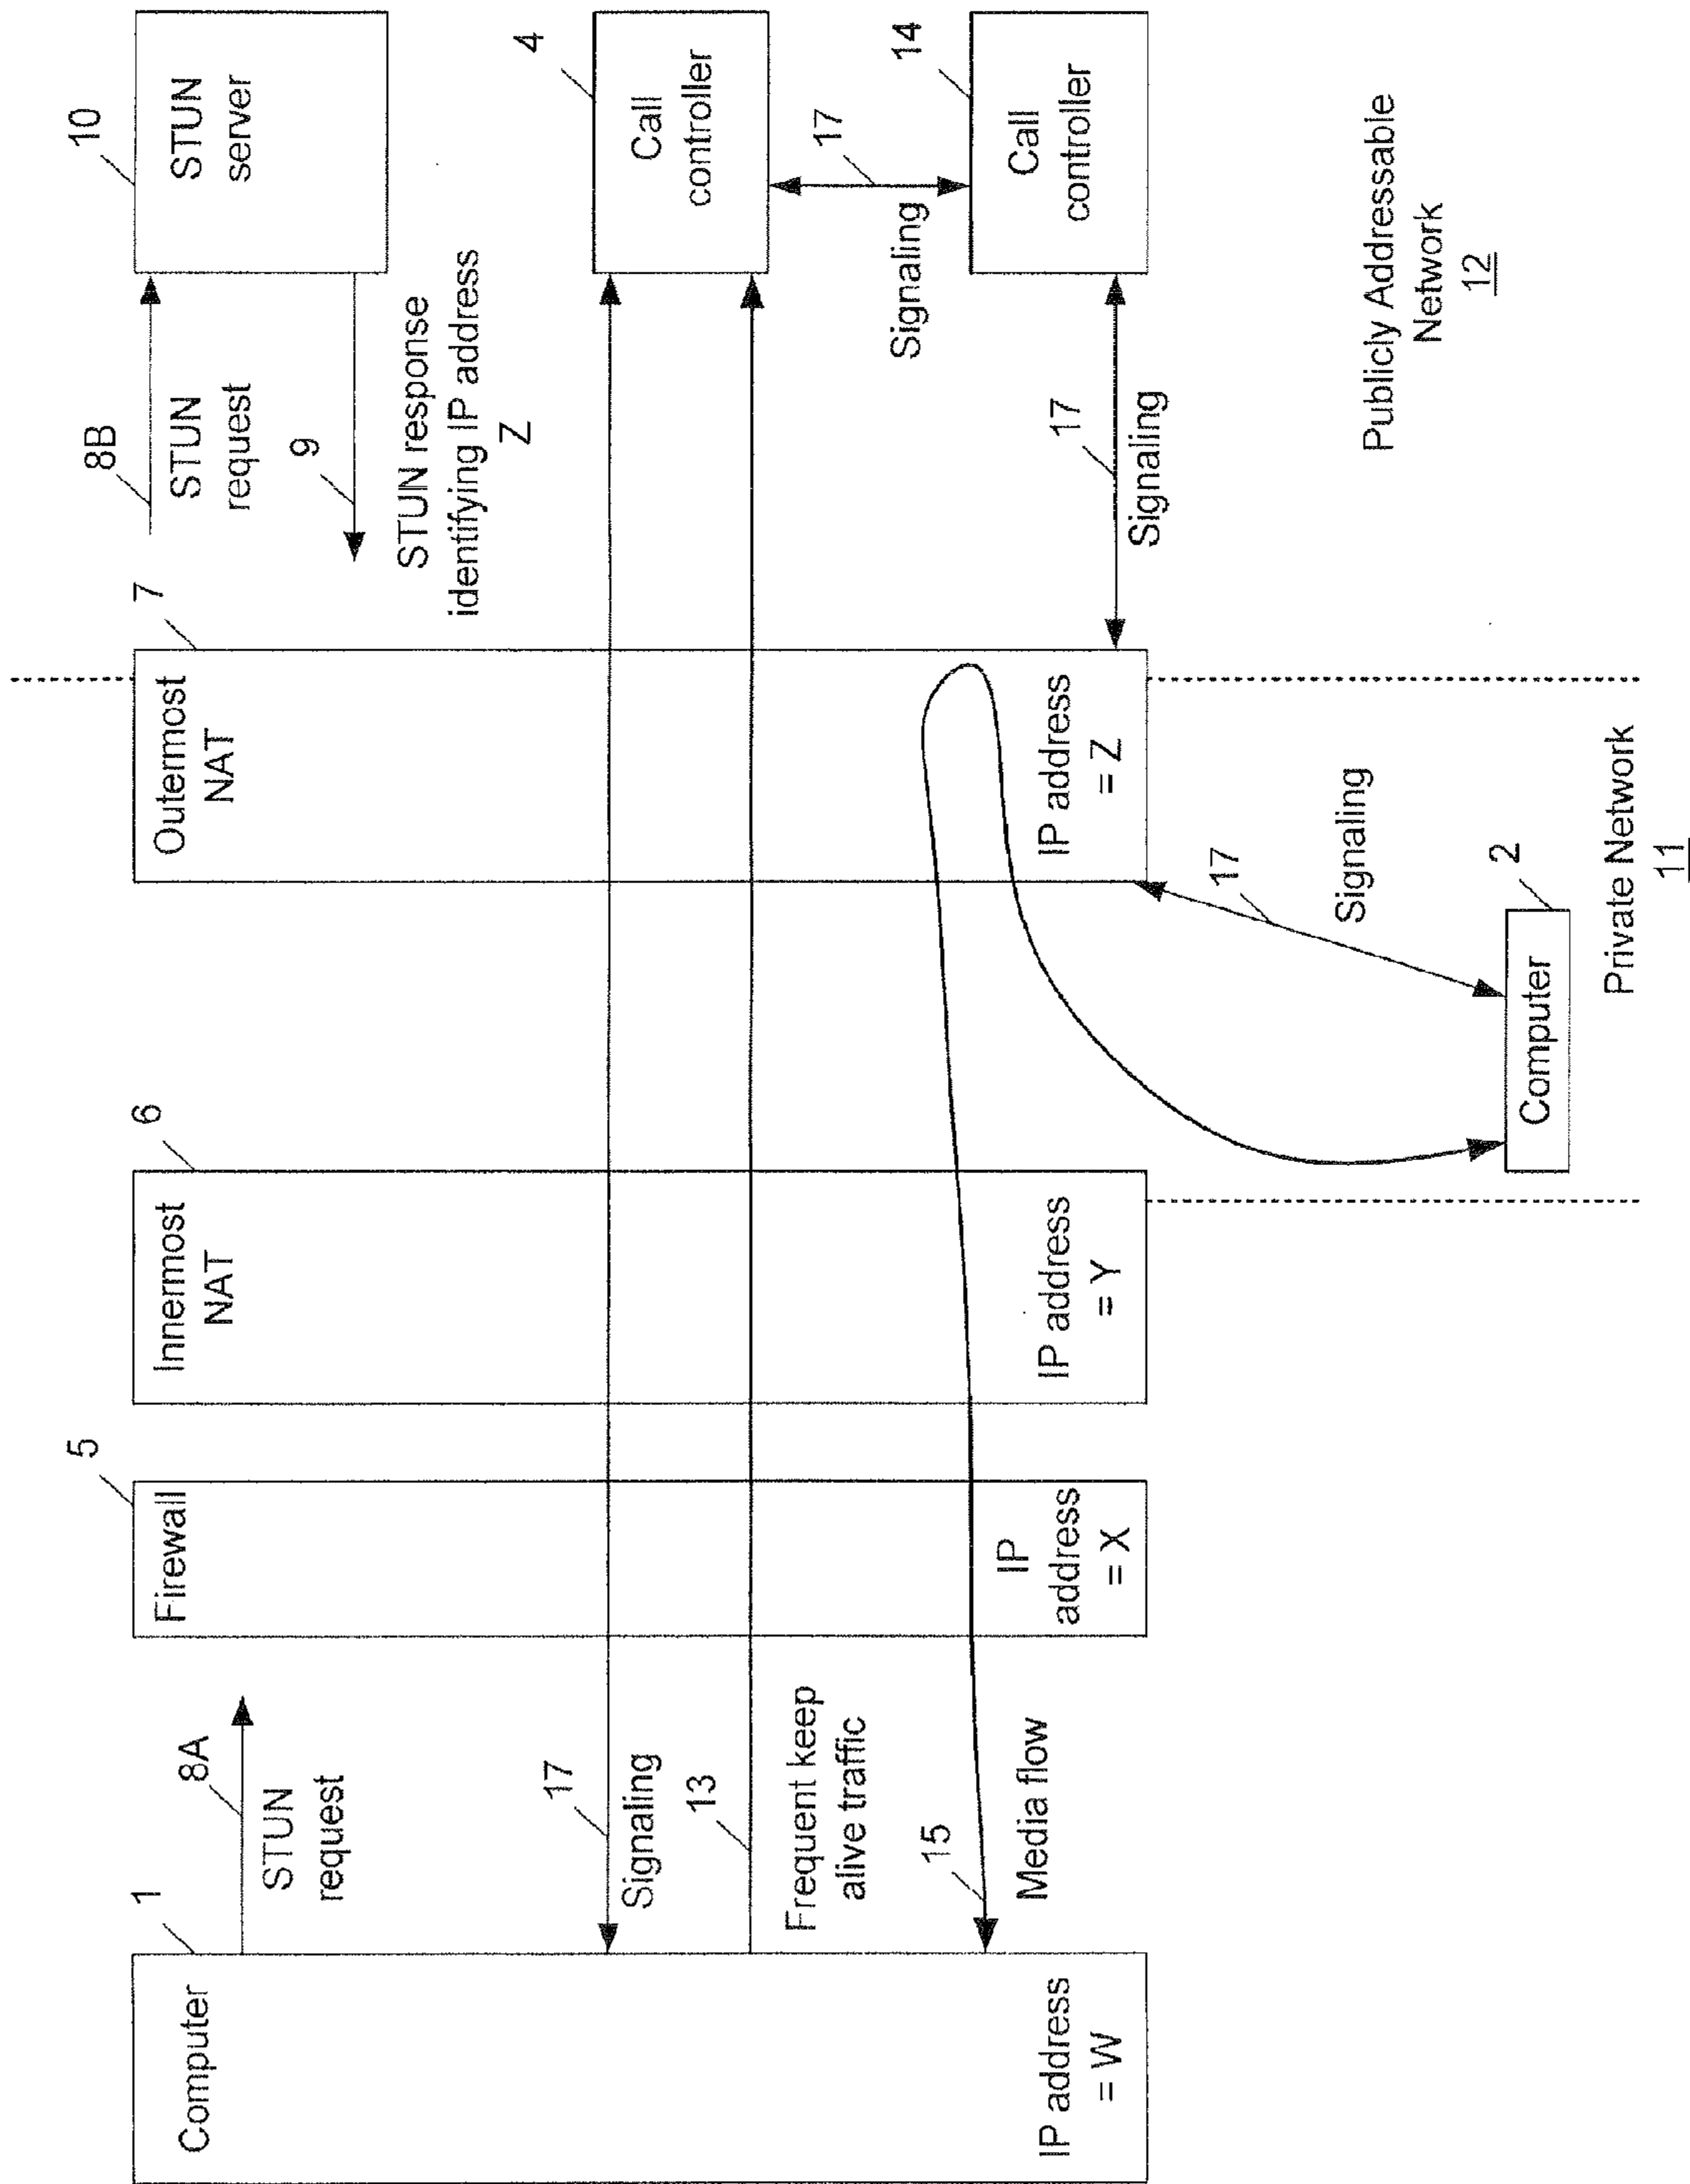 Computer
1
IP address
= W
8A
STUN
request
17
Signaling
13
Frequent keep
alive traffic
15
Media flow
Firewall
5
IP
address
= X
Innermost
NAT
6
IP address
= Y
Outermost
NAT
7
IP address
= Z
Computer
2
17
Signaling
Private Network
11
8B
STUN
request
9
STUN response
identifying IP address
Z
10
STUN
server
4
Call
controller
17
Signaling
14
Call
controller
17
Signaling
Publicly Addressable
Network
12